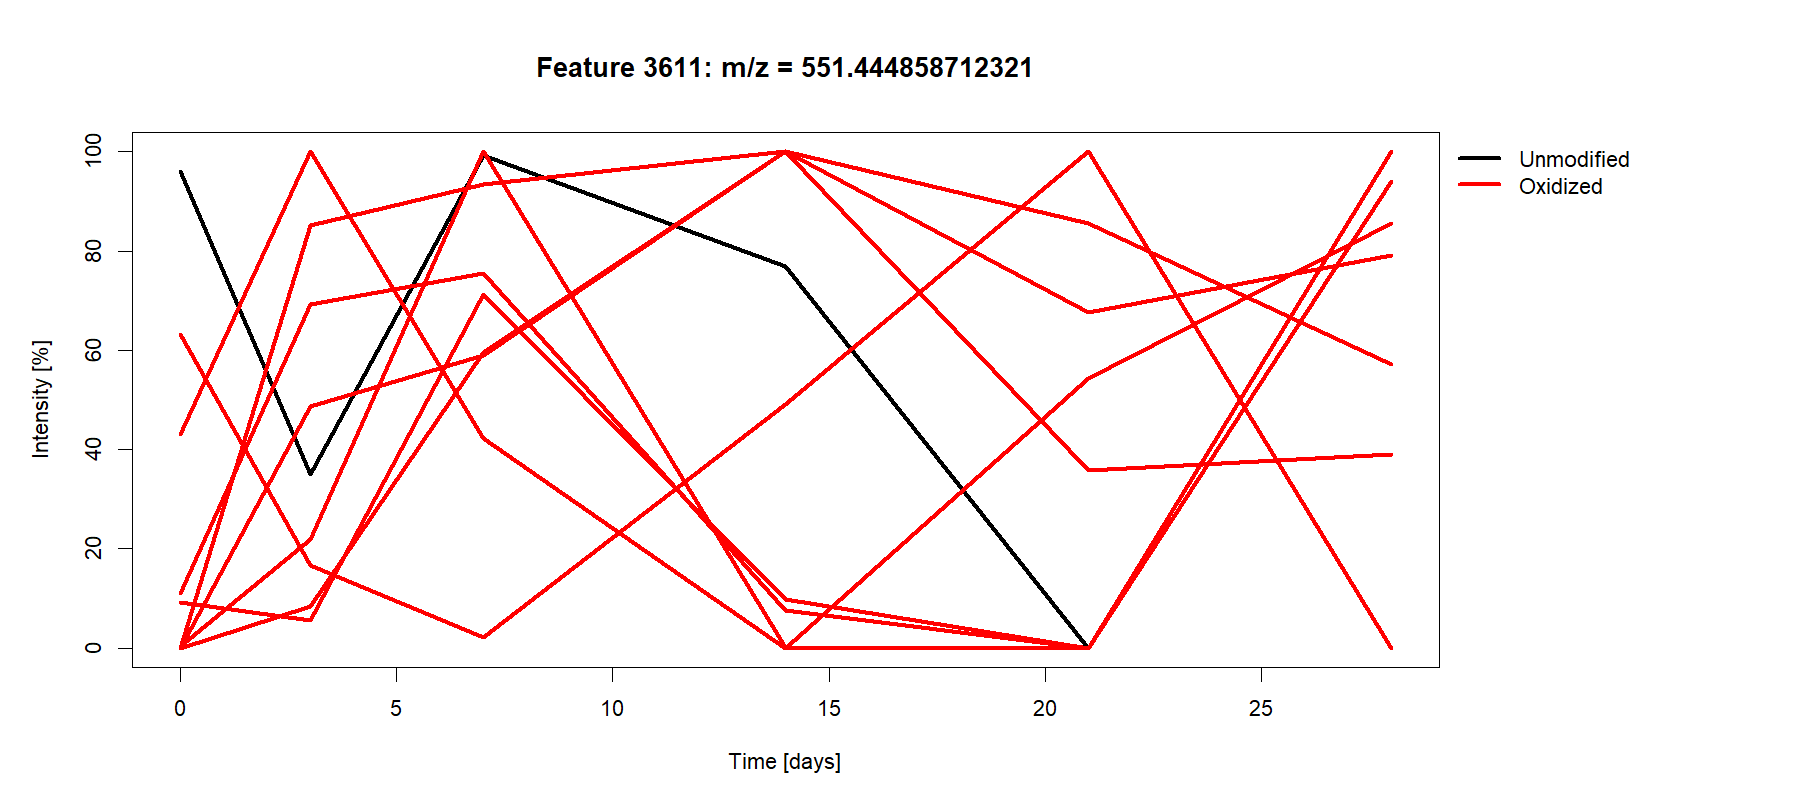 Feature 3611: m/z = 551.444858712321
Unmodified
Oxidized
Intensity [%]
100
80
60
40
20
0
0 5 10 15 20 25
Time [days]